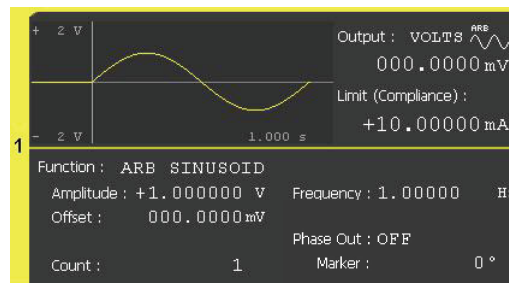 + 2 V
Output : VOLTS ARB
000.0000 mV
Limit (Compliance) :
+10.00000 mA
- 2 V 1.000 s
1
Function : ARB SINUSOID
Amplitude : +1.000000 V Frequency : 1.00000
Offset : 000.0000 mV
Phase Out : OFF
Count : 1 Marker : 0 °